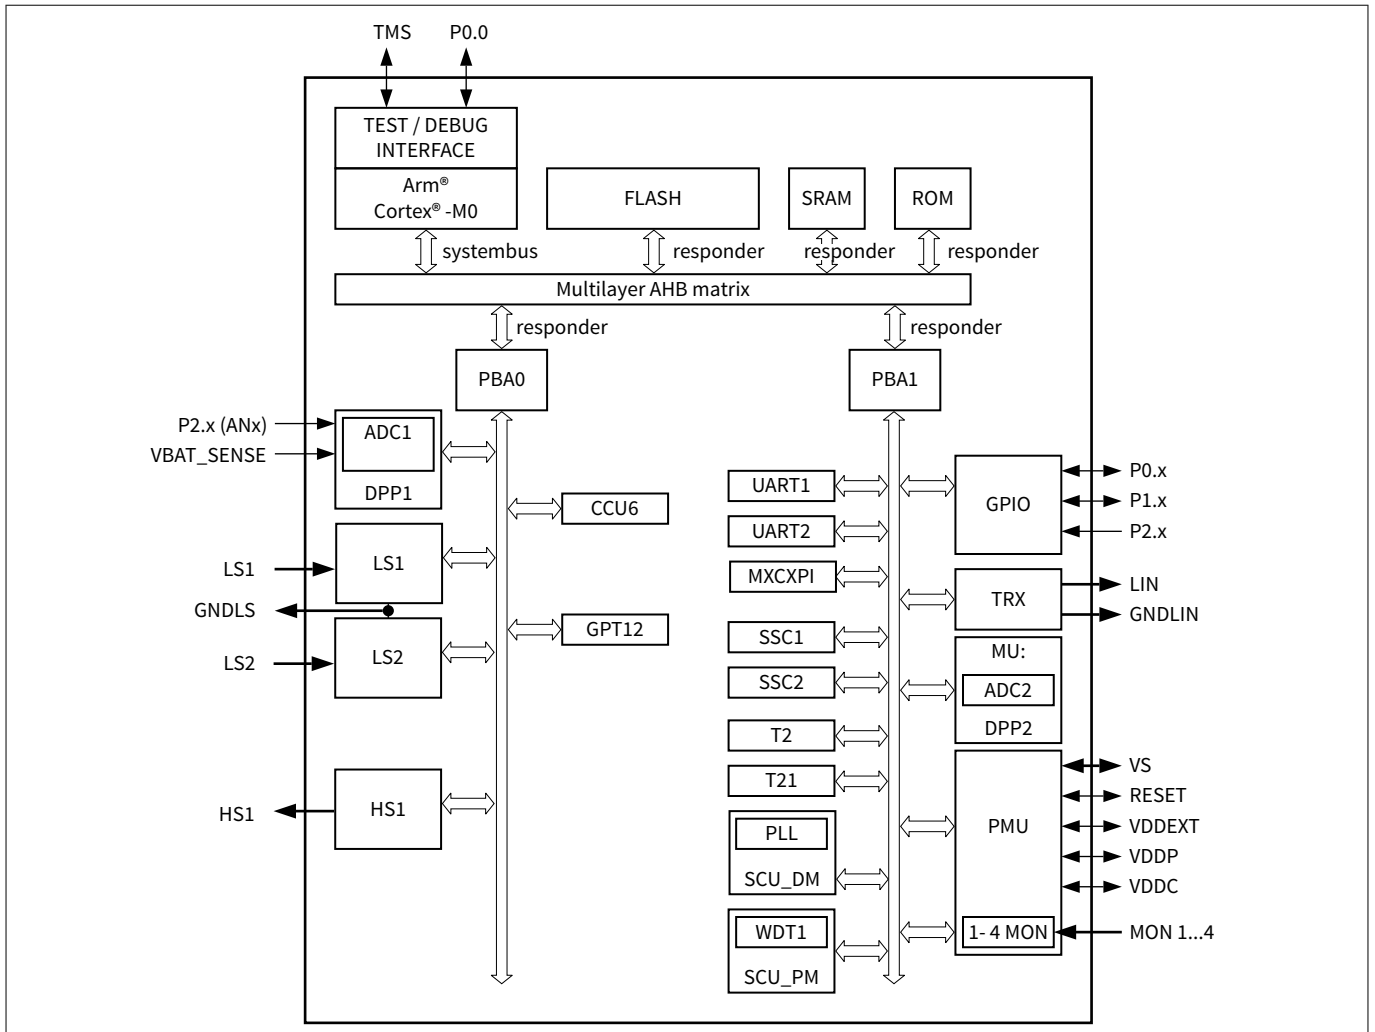 TMS
P0.0
TEST / DEBUG
INTERFACE
Arm®
Cortex® -M0
FLASH
SRAM
ROM
systembus
responder
responder
responder
Multilayer AHB matrix
responder
responder
PBA0
PBA1
P2.x (ANx)
VBAT_SENSE
ADC1
DPP1
CCU6
LS1
LS1
GNDLS
LS2
LS2
GPT12
HS1
HS1
UART1
UART2
MXCXPI
SSC1
SSC2
T2
T21
PLL
SCU_DM
WDT1
SCU_PM
GPIO
P0.x
P1.x
P2.x
TRX
LIN
GNDLIN
MU:
ADC2
DPP2
PMU
VS
RESET
VDDEXT
VDDP
VDDC
1- 4 MON
MON 1...4